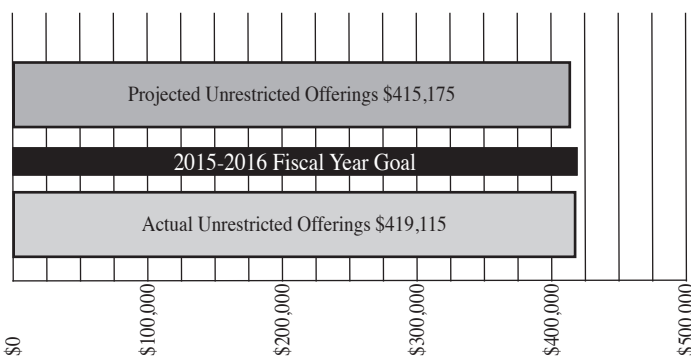 Projected Unrestricted Offerings $415,175
2015-2016 Fiscal Year Goal
Actual Unrestricted Offerings $419,115
$0
$100,000
$200,000
$300,000
$400,000
$500,000